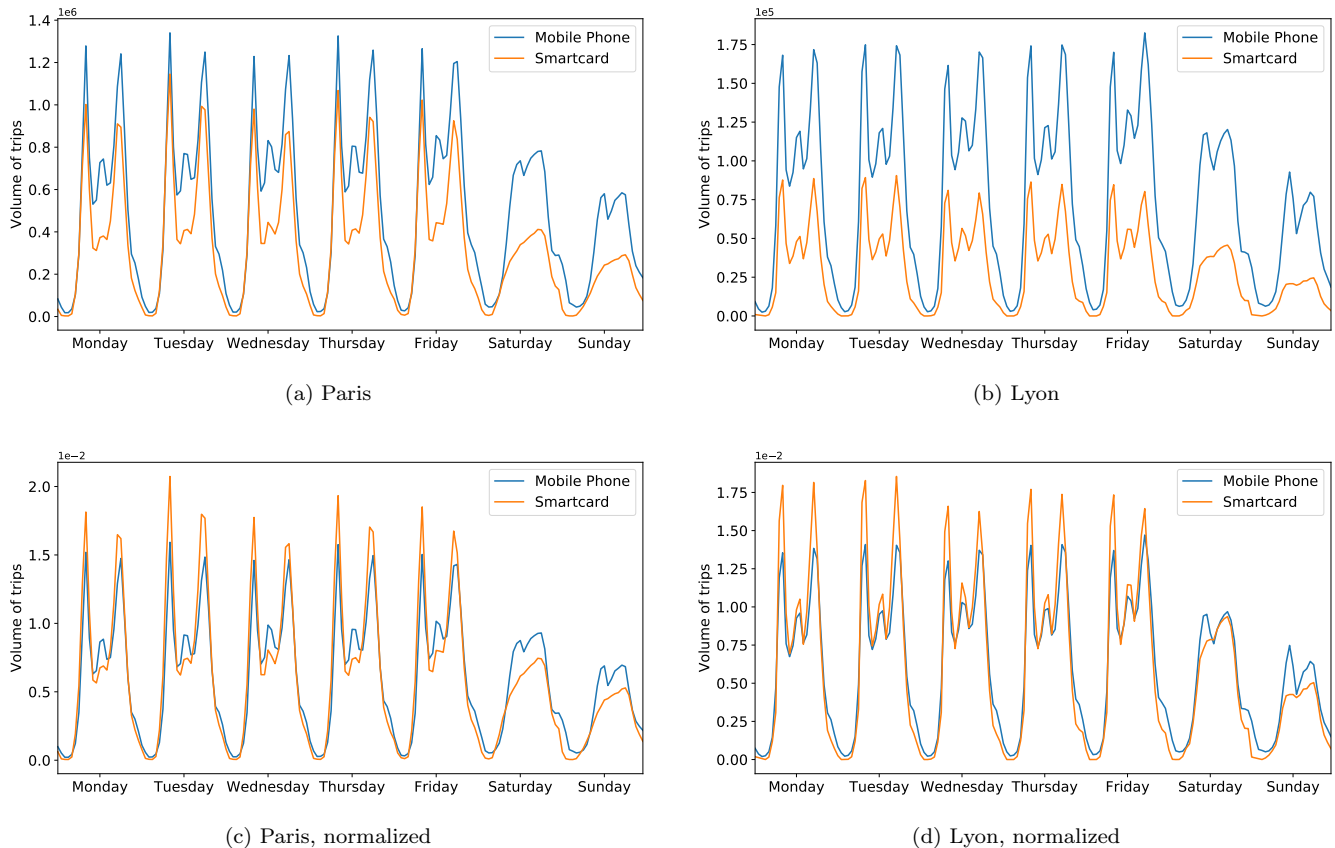 1e6
1.4
1.2
1.0
0.8
0.6
0.4
0.2
0.0
Volume of trips
Mobile Phone
Smartcard
Monday Tuesday Wednesday Thursday Friday Saturday Sunday
(a) Paris
1e5
1.75
1.50
1.25
1.00
0.75
0.50
0.25
0.00
Volume of trips
Mobile Phone
Smartcard
Monday Tuesday Wednesday Thursday Friday Saturday Sunday
(b) Lyon
1e−2
2.0
1.5
1.0
0.5
0.0
Volume of trips
Mobile Phone
Smartcard
Monday Tuesday Wednesday Thursday Friday Saturday Sunday
(c) Paris, normalized
1e−2
1.75
1.50
1.25
1.00
0.75
0.50
0.25
0.00
Volume of trips
Mobile Phone
Smartcard
Monday Tuesday Wednesday Thursday Friday Saturday Sunday
(d) Lyon, normalized